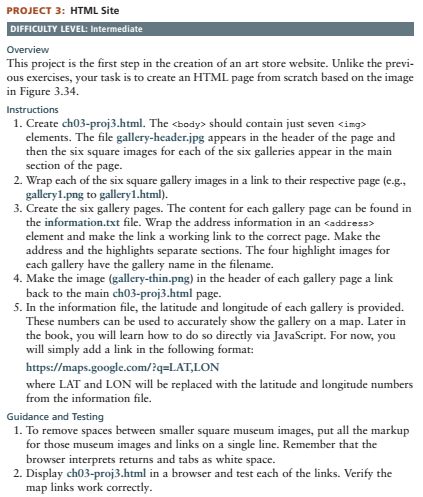 PROJECT 3: HTML Site
DIFFICULTY LEVEL: Intermediate
Overview
This project is the first step in the creation of an art store website. Unlike the previ-
ous exercises, your task is to create an HTML page from scratch based on the image
in Figure 3.34.
Instructions
1. Create ch03-proj3.html. The <body> should contain just seven <img>
elements. The file gallery-header.jpg appears in the header of the page and
then the six square images for each of the six galleries appear in the main
section of the page.
2. Wrap each of the six square gallery images in a link to their respective page (e.g.,
gallery1.png to gallery1.html).
3. Create the six gallery pages. The content for each gallery page can be found in
the information.txt file. Wrap the address information in an <address>
element and make the link a working link to the correct page. Make the
address and the highlights separate sections. The four highlight images for
each gallery have the gallery name in the filename.
4. Make the image (gallery-thin.png) in the header of each gallery page a link
back to the main ch03-proj3.html page.
5. In the information file, the latitude and longitude of each gallery is provided.
These numbers can be used to accurately show the gallery on a map. Later in
the book, you will learn how to do so directly via JavaScript. For now, you
will simply add a link in the following format:
https://maps.google.com/?q=LAT,LON
where LAT and LON will be replaced with the latitude and longitude numbers
from the information file.
Guidance and Testing
1. To remove spaces between smaller square museum images, put all the markup
for those museum images and links on a single line. Remember that the
browser interprets returns and tabs as white space.
2. Display ch03-proj3.html in a browser and test each of the links. Verify the
map links work correctly.